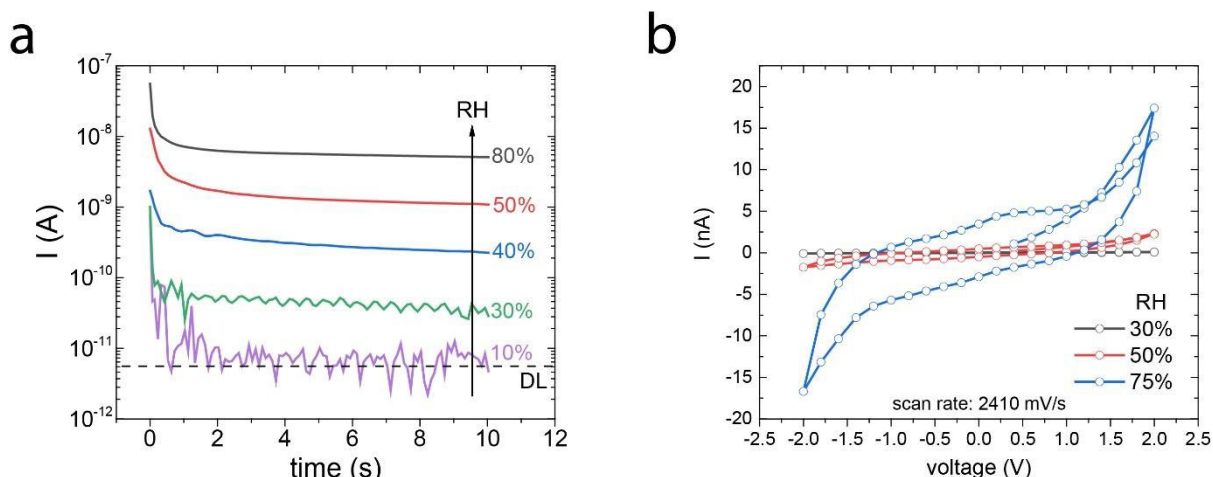 a
I (A)
10⁻⁷
10⁻⁸
10⁻⁹
10⁻¹⁰
10⁻¹¹
10⁻¹²
RH
80%
50%
40%
30%
10%
DL
0 2 4 6 8 10 12
time (s)
b
I (nA)
20
15
10
5
0
-5
-10
-15
-20
RH
30%
50%
75%
scan rate: 2410 mV/s
-2.5 -2.0 -1.5 -1.0 -0.5 0.0 0.5 1.0 1.5 2.0 2.5
voltage (V)